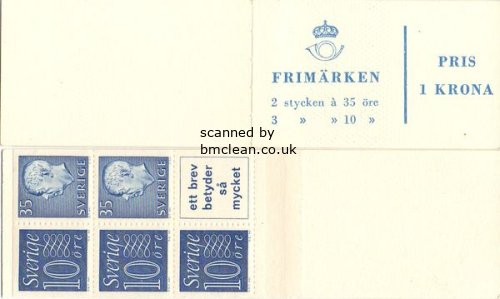 FRIMÄRKEN
2 stycken à 35 öre
3 » » 10 »
PRIS
1 KRONA
scanned by
bmclean.co.uk
35 SVERIGE
35 SVERIGE
ett brev
betyder
så
mycket
Sverige
10 öre
Sverige
10 öre
Sverige
10 öre